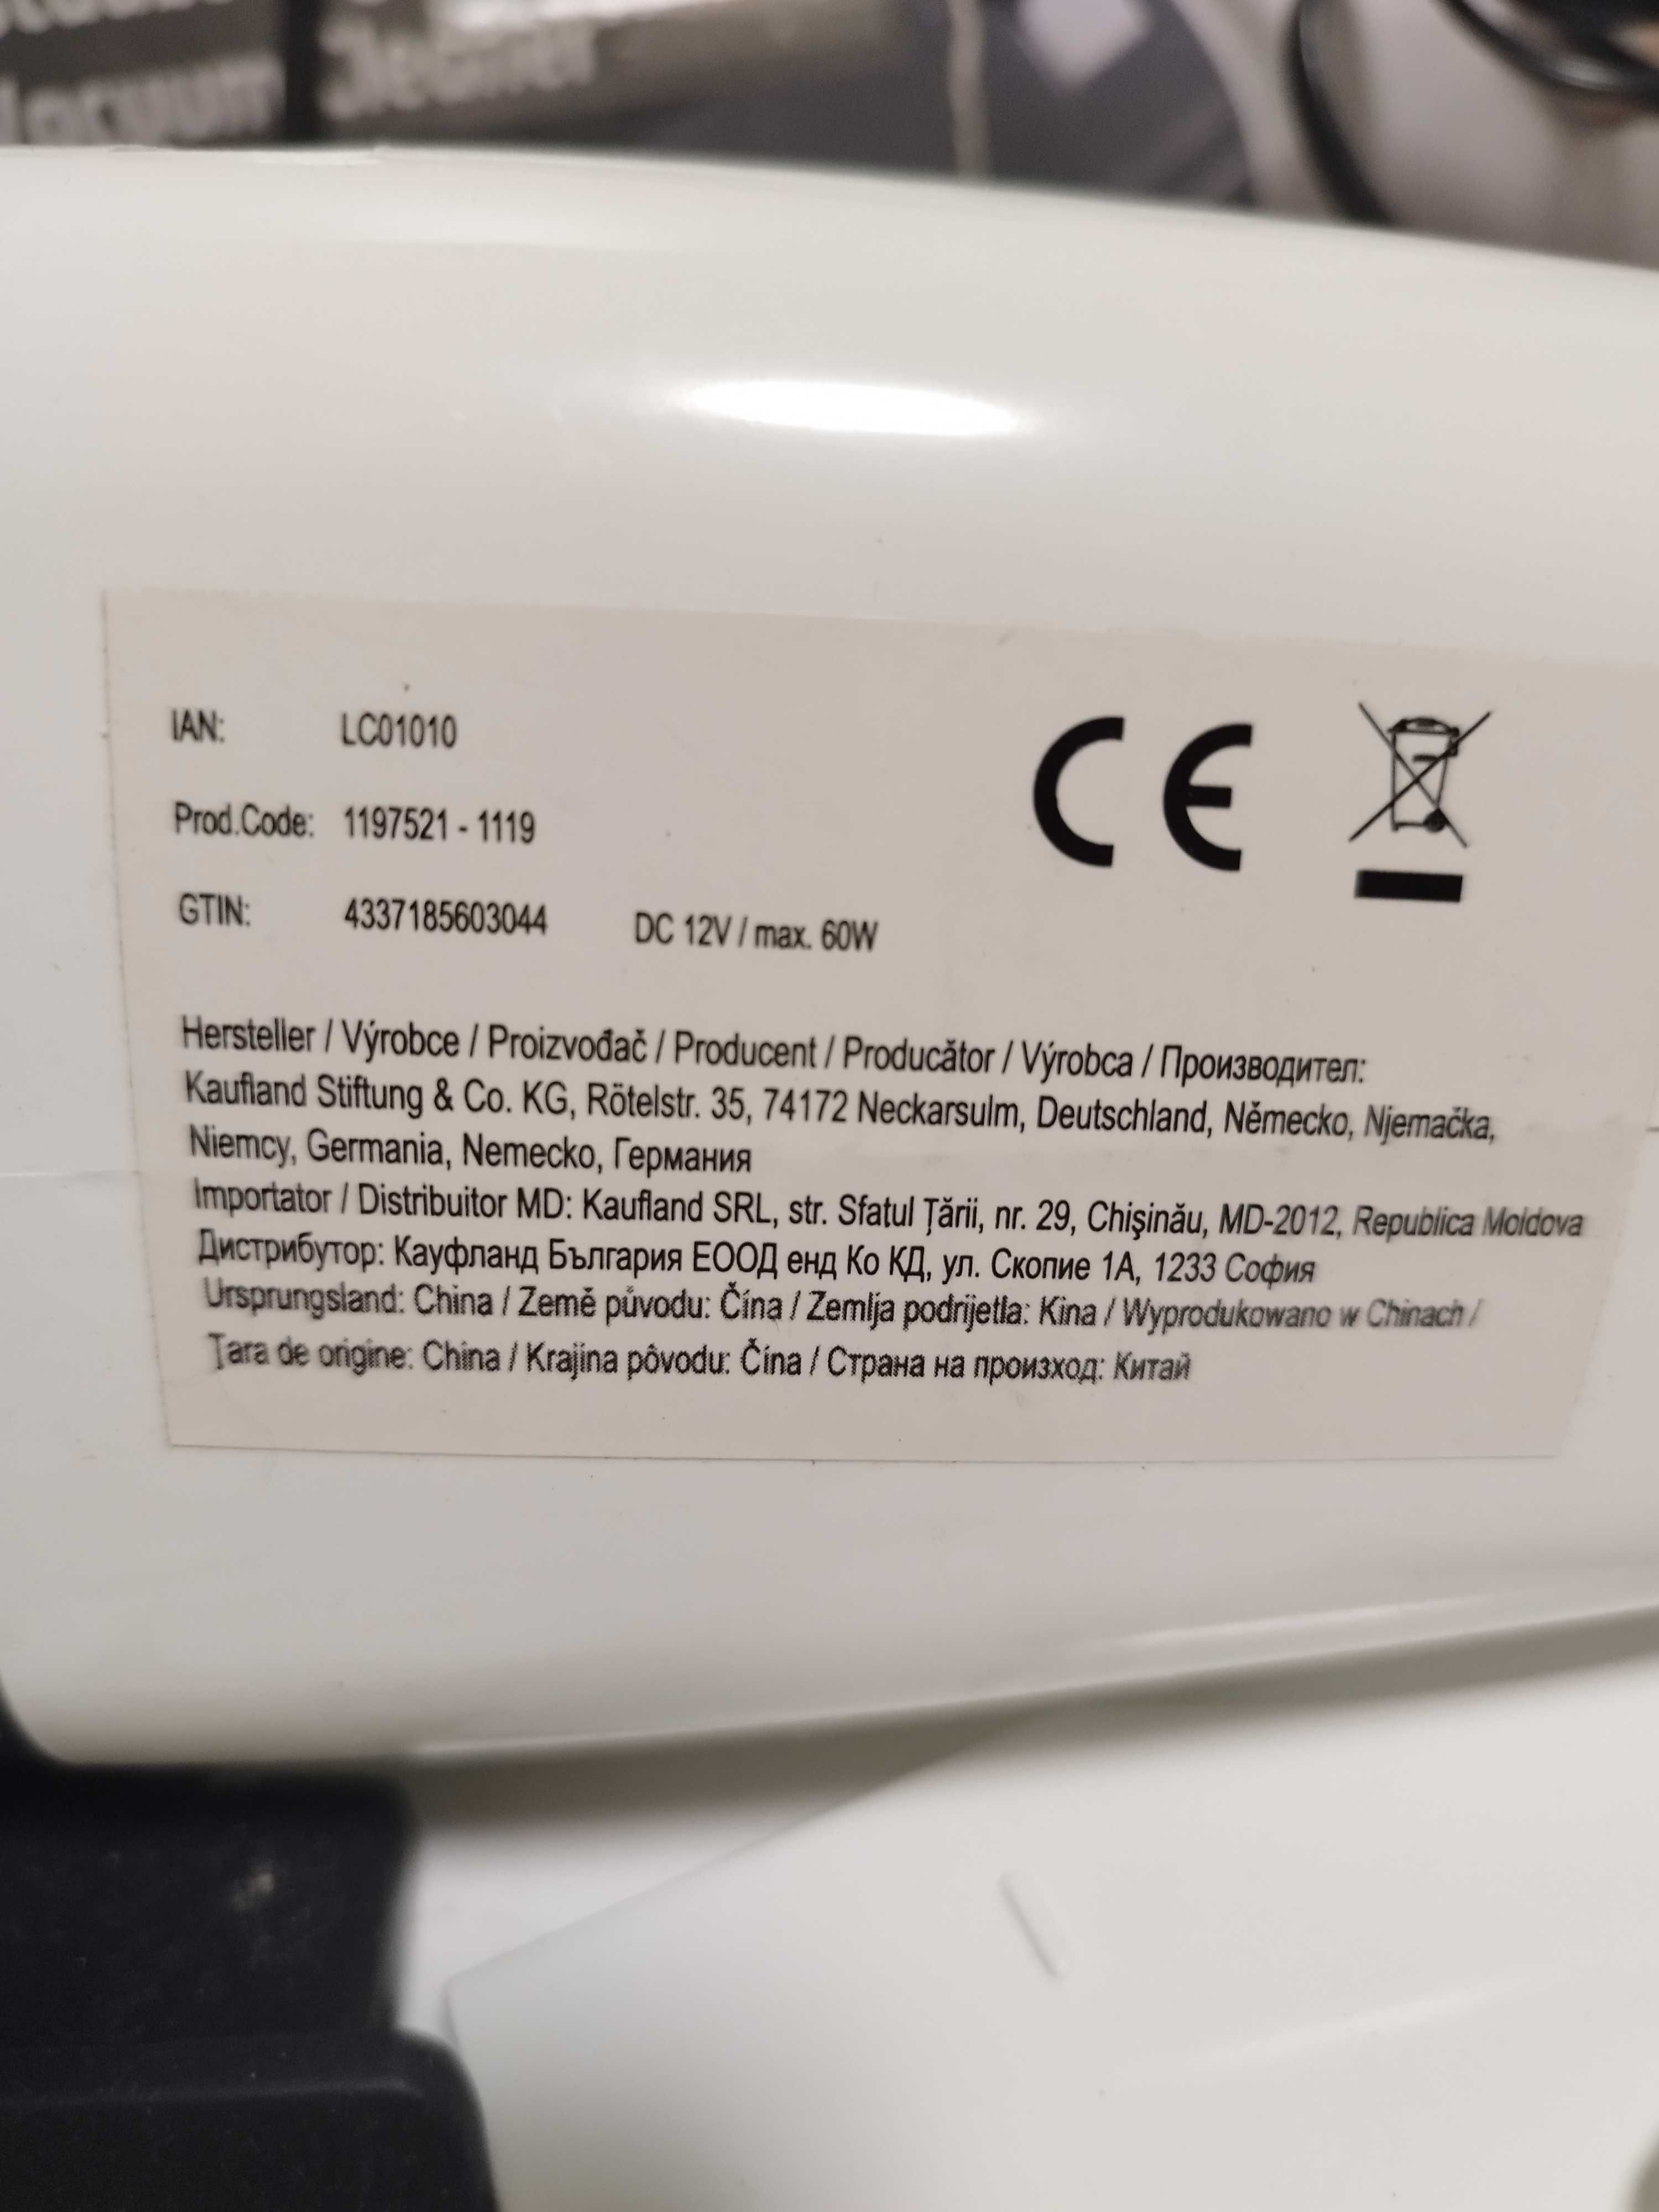 Vacuum Cleaner
IAN: LC01010
Prod.Code: 1197521 - 1119
GTIN: 4337185603044 DC 12V / max. 60W
CE
Hersteller / Výrobce / Proizvođač / Producent / Producător / Výrobca / Производител:
Kaufland Stiftung & Co. KG, Rötelstr. 35, 74172 Neckarsulm, Deutschland, Německo, Njemačka,
Niemcy, Germania, Nemecko, Германия
Importator / Distribuitor MD: Kaufland SRL, str. Sfatul Țării, nr. 29, Chişinău, MD-2012, Republica Moldova
Дистрибутор: Кауфланд България ЕООД енд Ко КД, ул. Скопие 1А, 1233 София
Ursprungsland: China / Země původu: Čína / Zemlja podrijetla: Kina / Wyprodukowano w Chinach /
Țara de origine: China / Krajina pôvodu: Čína / Страна на произход: Китай